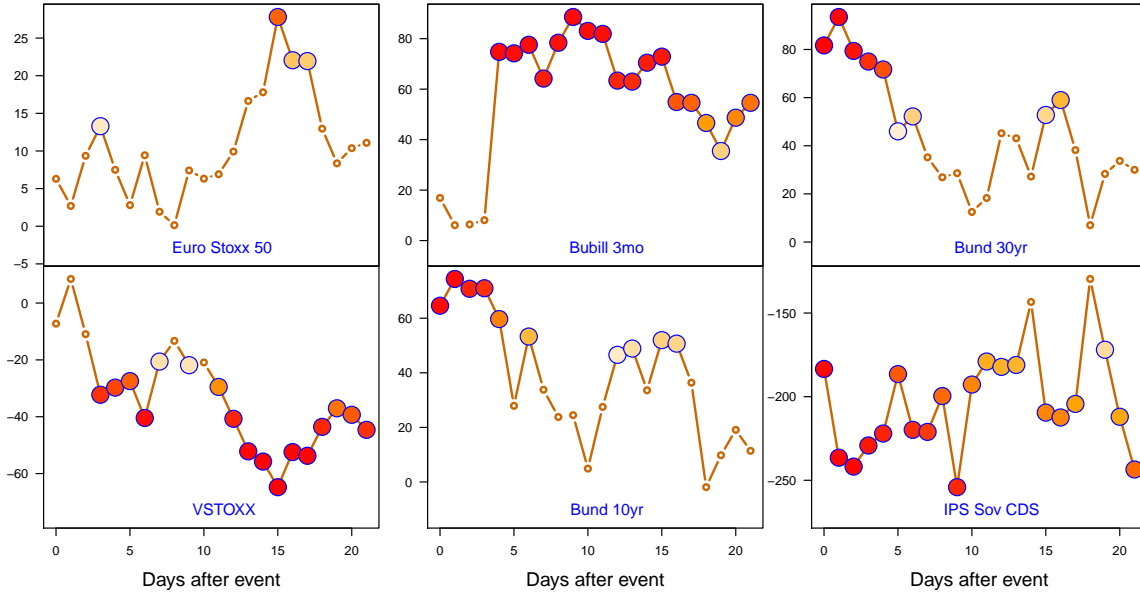 25
20
15
10
5
0
−5
Euro Stoxx 50
80
60
40
20
0
Bubill 3mo
80
60
40
20
0
Bund 30yr
0
−20
−40
−60
VSTOXX
0 5 10 15 20
Days after event
60
40
20
0
Bund 10yr
0 5 10 15 20
Days after event
−150
−200
−250
IPS Sov CDS
0 5 10 15 20
Days after event